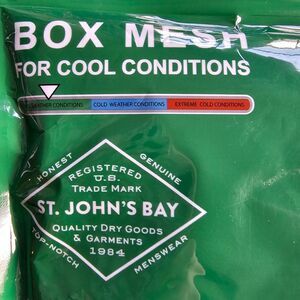 BOX MESH
FOR COOL CONDITIONS
WEATHER CONDITIONS COLD WEATHER CONDITIONS EXTREME COLD CONDITIONS
HONEST GENUINE
REGISTERED
U.S.
TRADE MARK
ST. JOHN'S BAY
QUALITY DRY GOODS
& GARMENTS
1984
TOP-NOTCH MENSWEAR